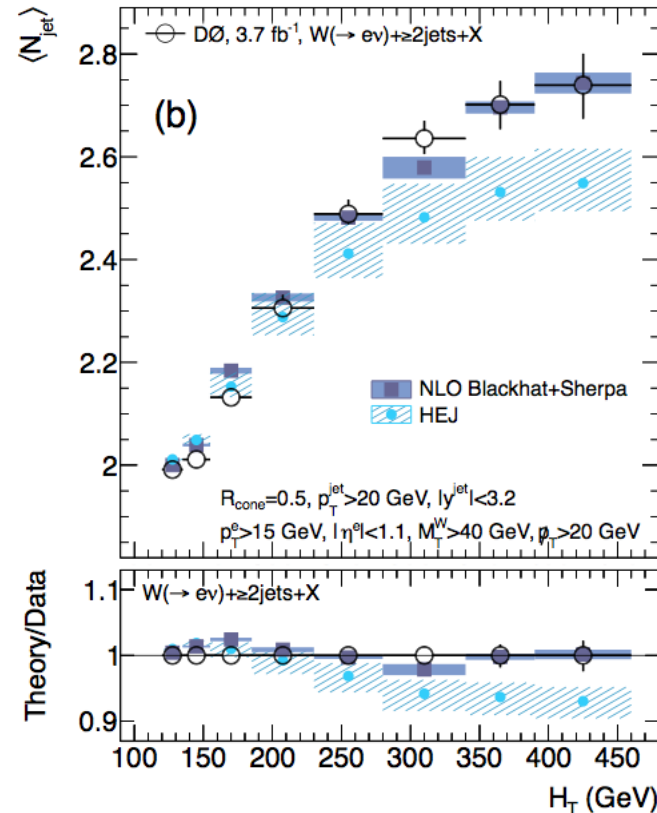 ⟨N_jet⟩
DØ, 3.7 fb⁻¹, W(→ eν)+≥2jets+X
(b)
2.8
2.6
2.4
2.2
2
NLO Blackhat+Sherpa
HEJ
R_cone=0.5, p_T^jet>20 GeV, |y^jet|<3.2
p_T^e>15 GeV, |η^e|<1.1, M_T^W>40 GeV, p̸_T>20 GeV
Theory/Data
W(→ eν)+≥2jets+X
1.1
1
0.9
100 150 200 250 300 350 400 450
H_T (GeV)